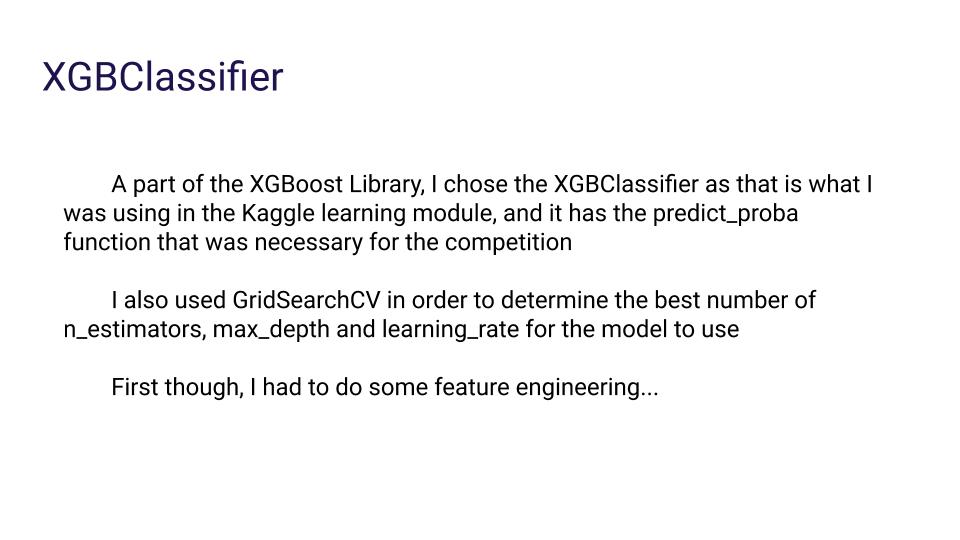 XGBClassifier
A part of the XGBoost Library, I chose the XGBClassifier as that is what I
was using in the Kaggle learning module, and it has the predict_proba
function that was necessary for the competition
I also used GridSearchCV in order to determine the best number of
n_estimators, max_depth and learning_rate for the model to use
First though, I had to do some feature engineering...